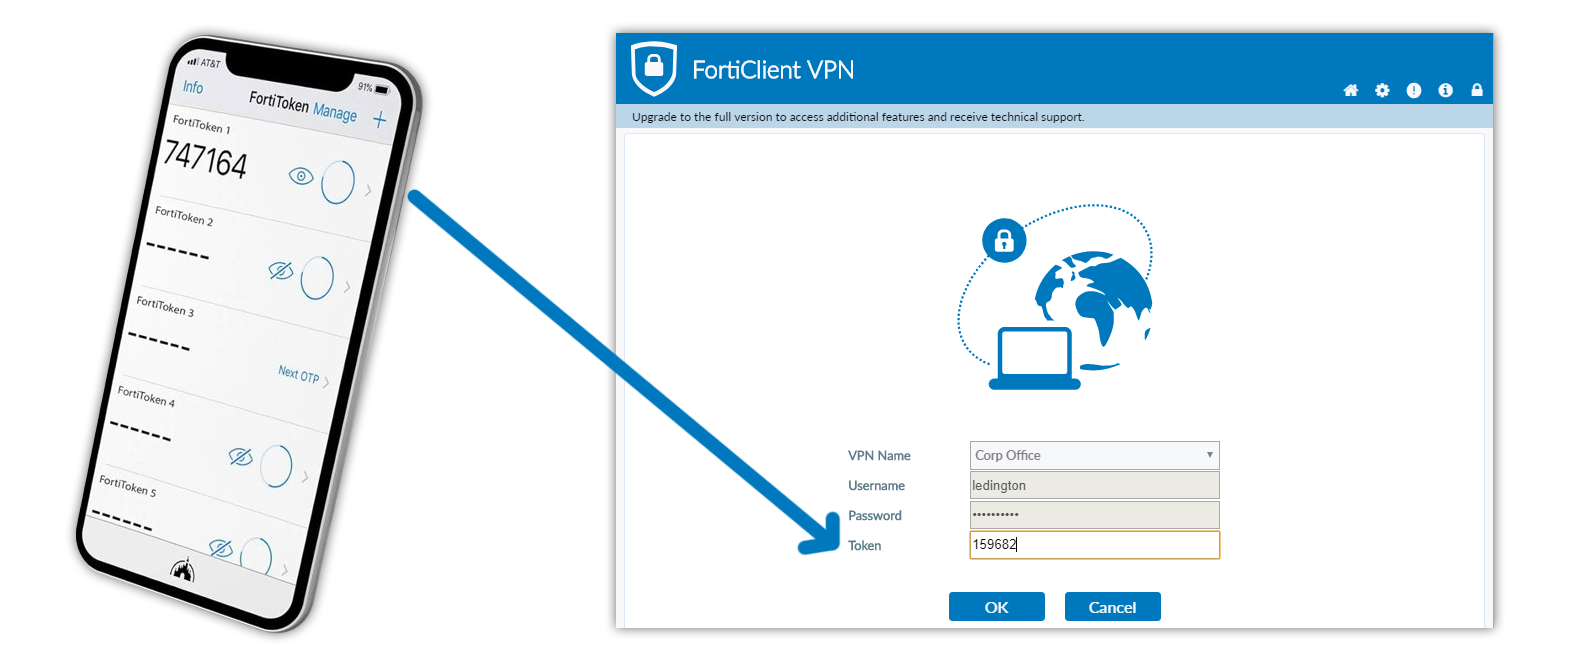 AT&T
91%
Info
FortiToken
Manage
FortiToken 1
747164
FortiToken 2
------
FortiToken 3
------
Next OTP
FortiToken 4
------
FortiToken 5
------
FortiClient VPN
Upgrade to the full version to access additional features and receive technical support.
VPN Name
Corp Office
Username
ledington
Password
••••••••••
Token
159682
OK
Cancel